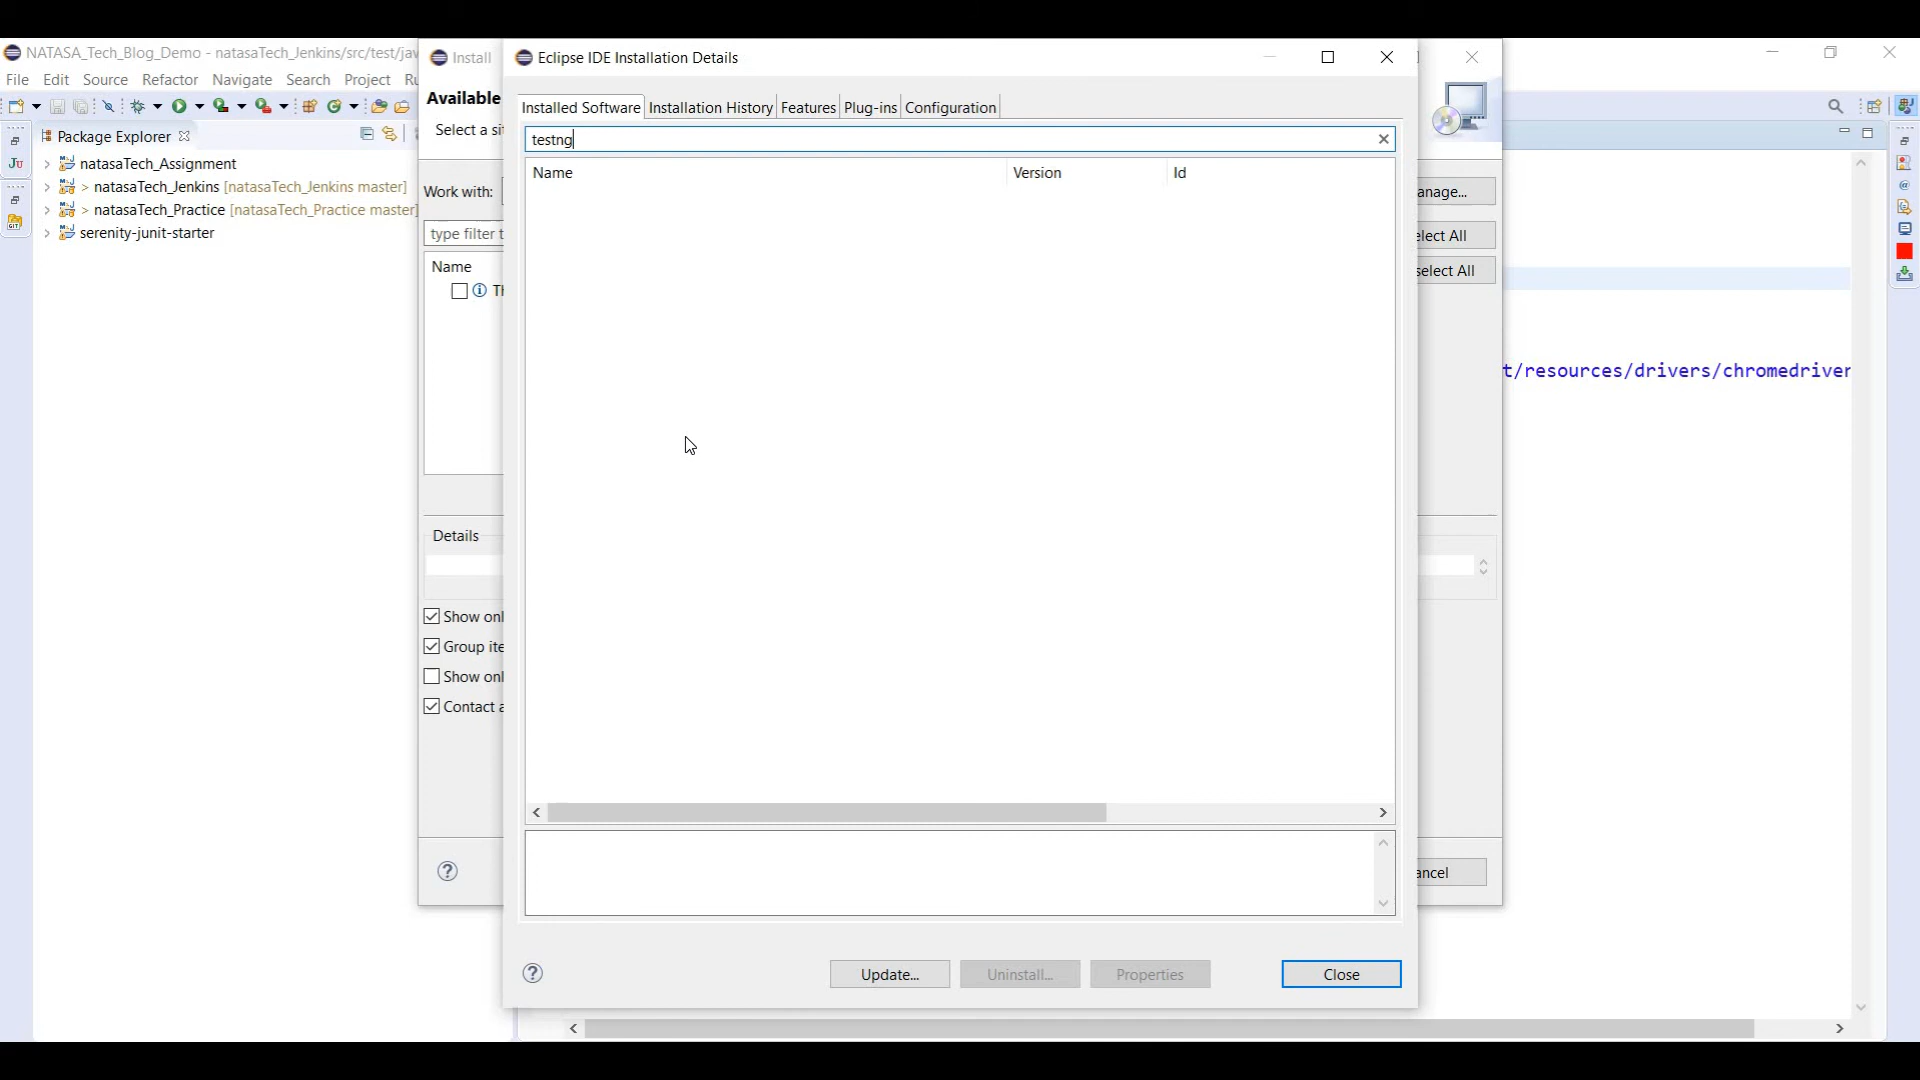 NATASA_Tech_Blog_Demo - natasaTech_Jenkins/src/test/jav
File Edit Source Refactor Navigate Search Project Ru
Package Explorer
natasaTech_Assignment
> natasaTech_Jenkins [natasaTech_Jenkins master]
> natasaTech_Practice [natasaTech_Practice master]
serenity-junit-starter
Install
Available
Select a sit
Work with:
type filter t
Name
Th
Details
Show onl
Group ite
Show onl
Contact a
Eclipse IDE Installation Details
Installed Software Installation History Features Plug-ins Configuration
testng
Name Version Id
Update... Uninstall... Properties Close
anage...
elect All
select All
ancel
t/resources/drivers/chromedriver